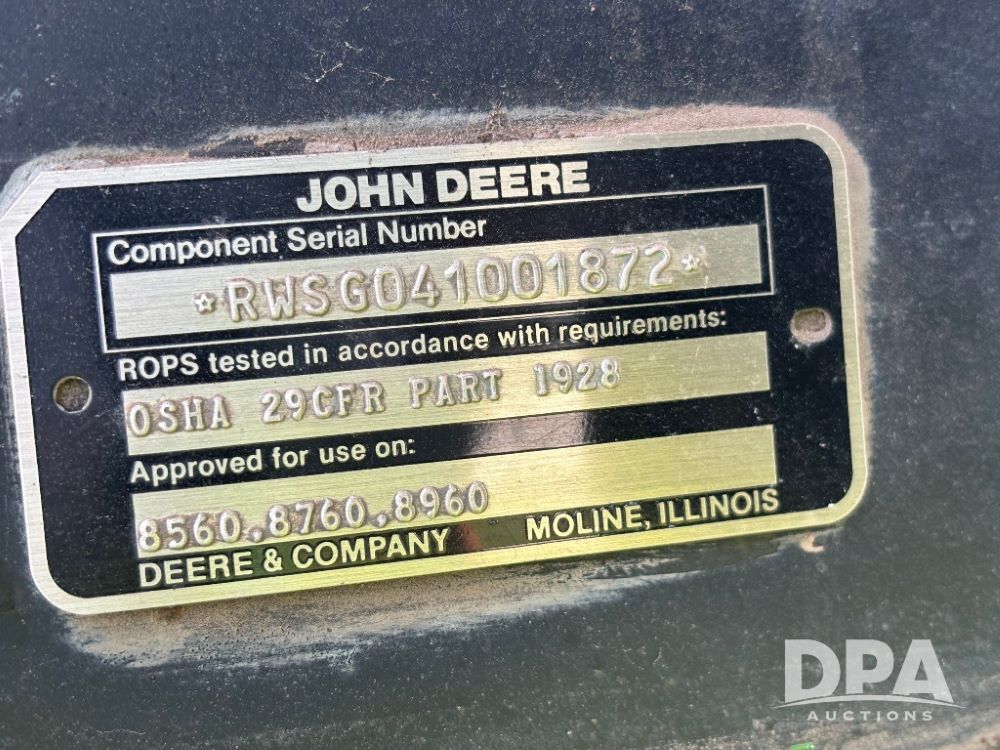 JOHN DEERE
Component Serial Number
*RWSG041001872*
ROPS tested in accordance with requirements:
OSHA 29CFR PART 1928
Approved for use on:
8560,8760,8960
DEERE & COMPANY MOLINE, ILLINOIS
DPA
AUCTIONS